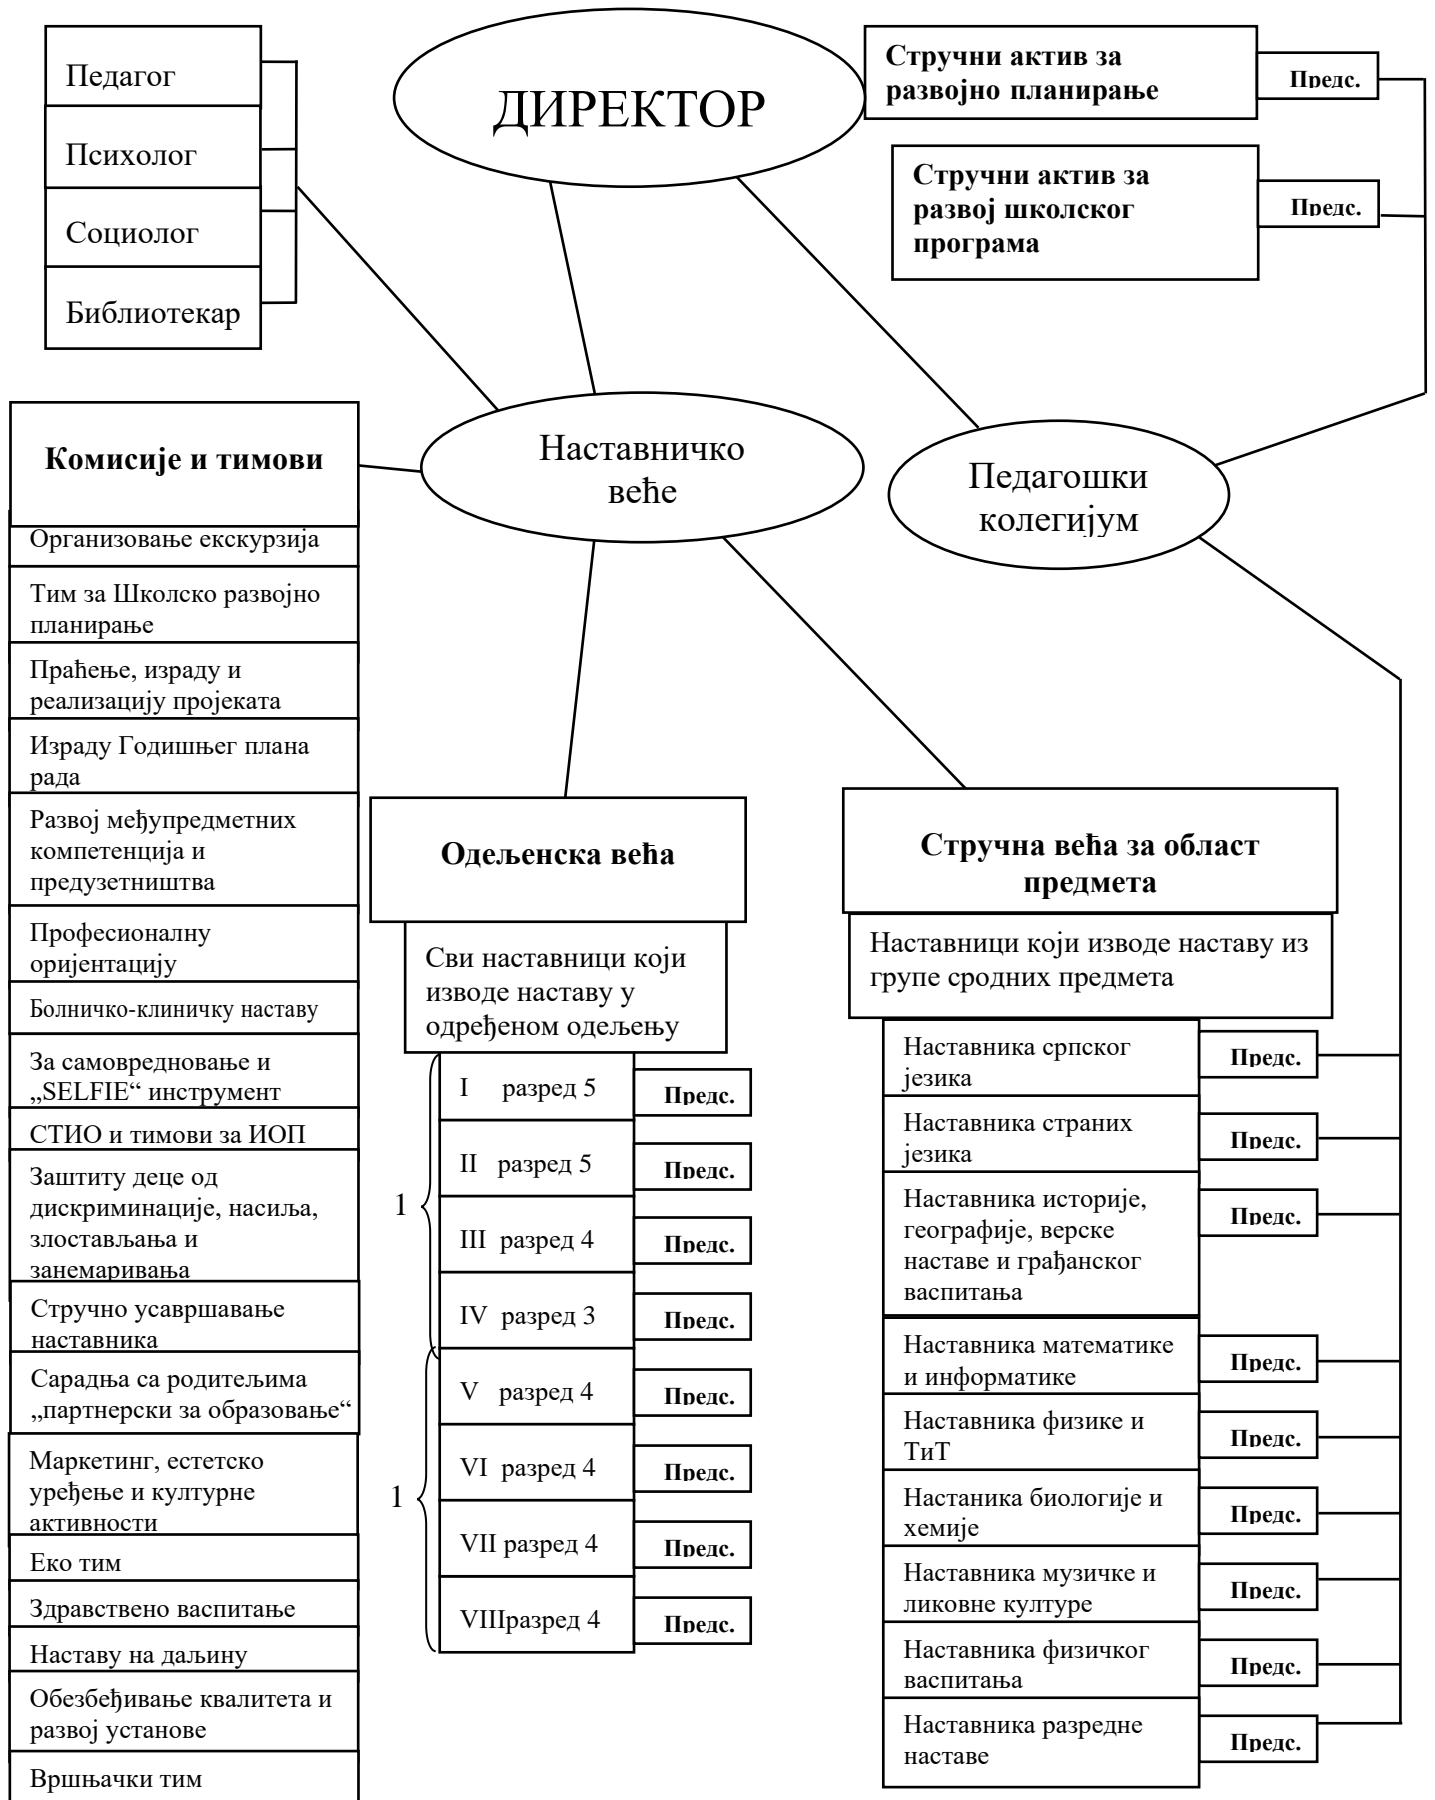 Педагог
Психолог
Социолог
Библиотекар
ДИРЕКТОР
Стручни актив за
развојно планирање
Предс.
Стручни актив за
развој школског
програма
Предс.
Наставничко
веће
Педагошки
колегијум
Комисије и тимови
Организовање екскурзија
Тим за Школско развојно
планирање
Праћење, израду и
реализацију пројеката
Израду Годишњег плана
рада
Развој међупредметних
компетенција и
предузетништва
Професионалну
оријентацију
Болничко-клиничку наставу
За самовредновање и
„SELFIE“ инструмент
СТИО и тимови за ИОП
Заштиту деце од
дискриминације, насиља,
злостављања и
занемаривања
Стручно усавршавање
наставника
Сарадња са родитељима
„партнерски за образовање“
Маркетинг, естетско
уређење и културне
активности
Еко тим
Здравствено васпитање
Наставу на даљину
Обезбеђивање квалитета и
развој установе
Вршњачки тим
Одељенска већа
Сви наставници који
изводе наставу у
одређеном одељењу
1
I разред 5
Предс.
II разред 5
Предс.
III разред 4
Предс.
IV разред 3
Предс.
1
V разред 4
Предс.
VI разред 4
Предс.
VII разред 4
Предс.
VIIIразред 4
Предс.
Стручна већа за област
предмета
Наставници који изводе наставу из
групе сродних предмета
Наставника српског
језика
Предс.
Наставника страних
језика
Предс.
Наставника историје,
географије, верске
наставе и грађанског
васпитања
Предс.
Наставника математике
и информатике
Предс.
Наставника физике и
ТиТ
Предс.
Настаника биологије и
хемије
Предс.
Наставника музичке и
ликовне културе
Предс.
Наставника физичког
васпитања
Предс.
Наставника разредне
наставе
Предс.